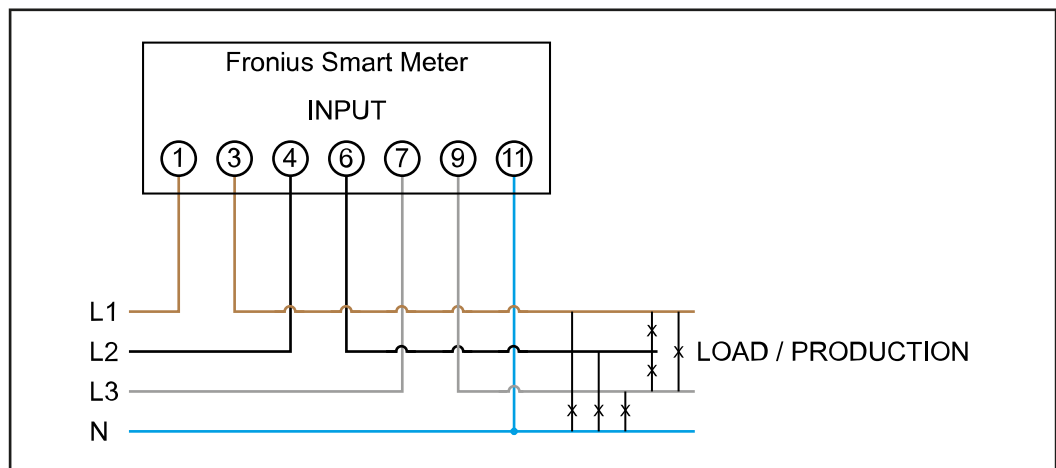 Fronius Smart Meter
INPUT
1 3 4 6 7 9 11
L1
L2 LOAD / PRODUCTION
L3
N